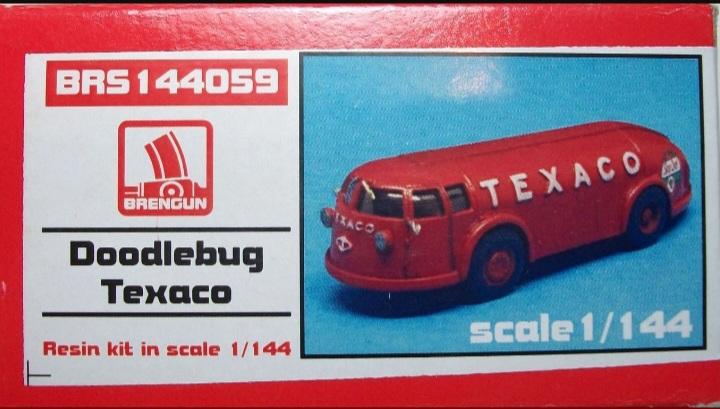 BRS144059
BRENGUN
Doodlebug
Texaco
Resin kit in scale 1/144
TEXACO
TEXACO
T
scale 1/144